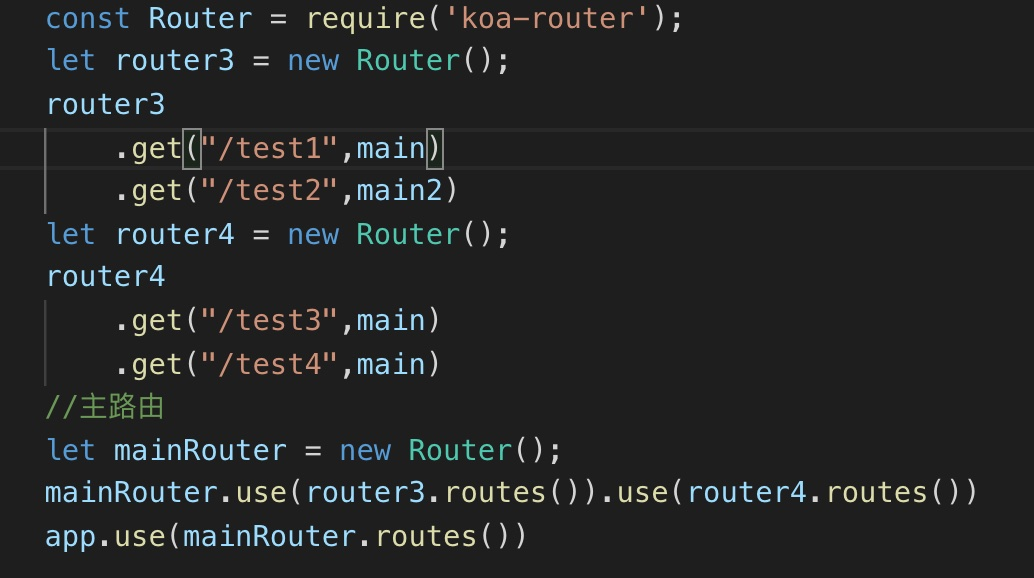 const Router = require('koa-router');
let router3 = new Router();
router3
    .get("/test1",main)
    .get("/test2",main2)
let router4 = new Router();
router4
    .get("/test3",main)
    .get("/test4",main)
//主路由
let mainRouter = new Router();
mainRouter.use(router3.routes()).use(router4.routes())
app.use(mainRouter.routes())